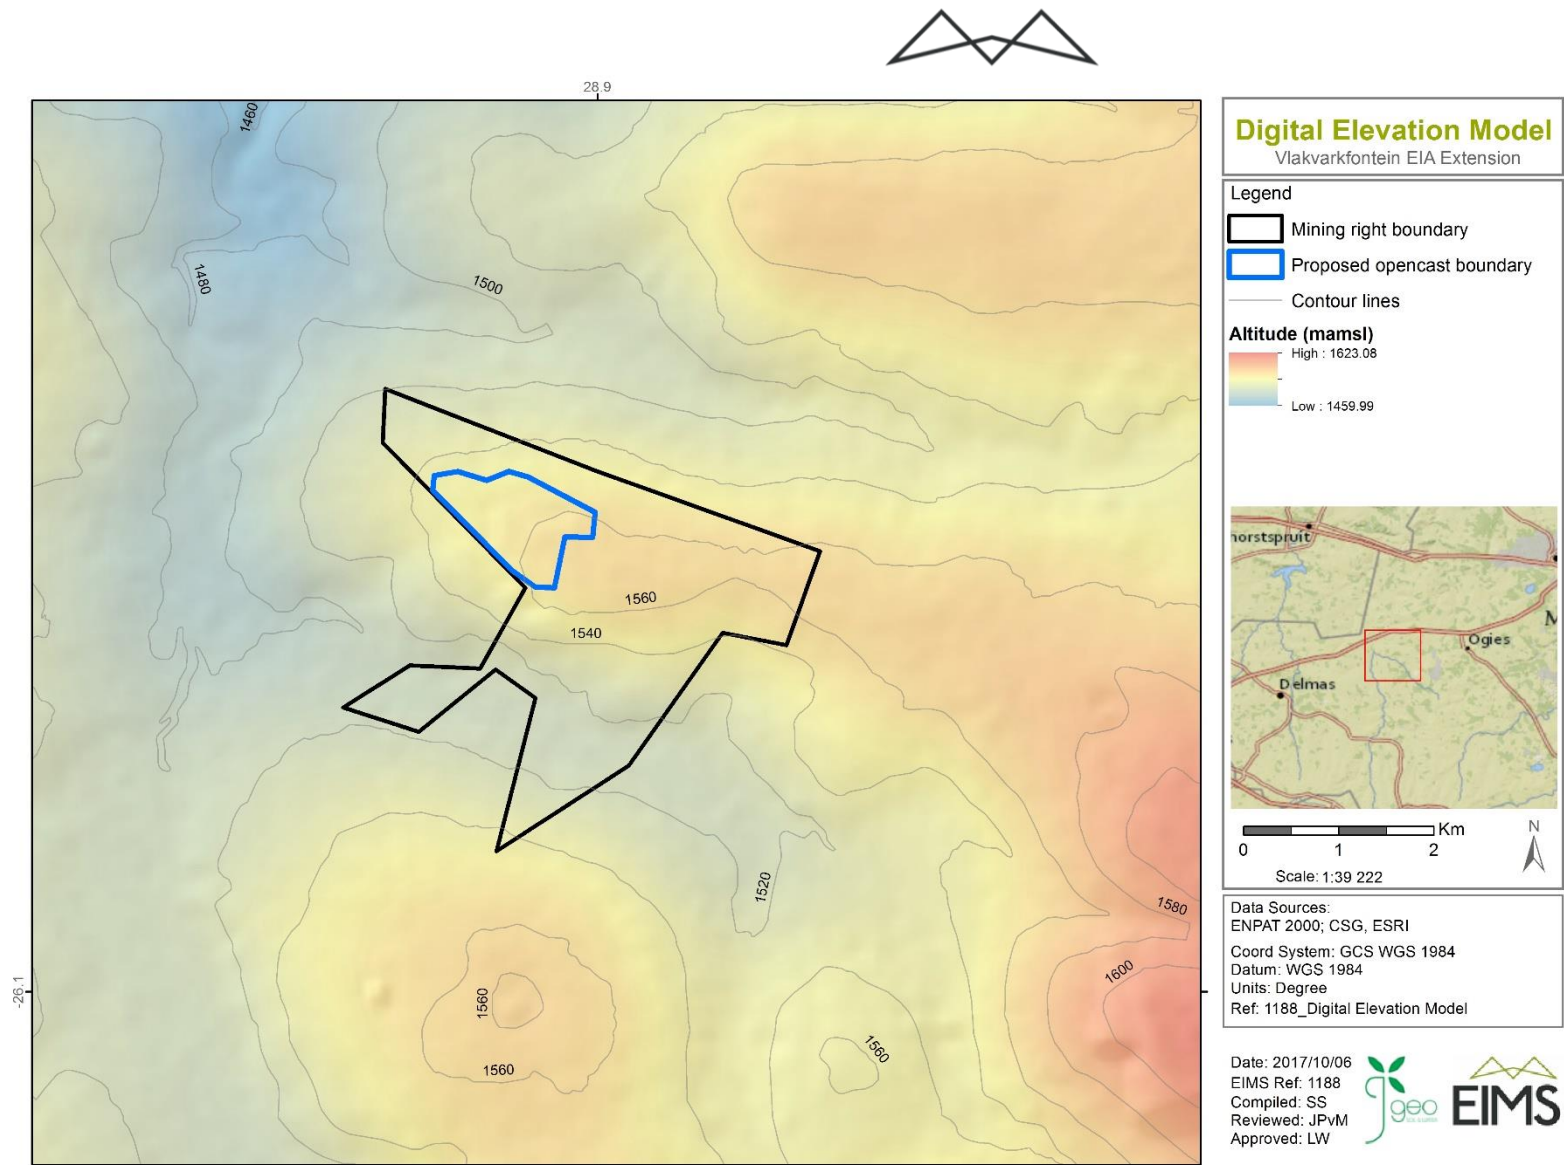 28.9
1460
1480
1500
1560
1540
1520
1580
1600
1560
1560
1560
-26.1
Digital Elevation Model
Vlakvarkfontein EIA Extension
Legend
Mining right boundary
Proposed opencast boundary
Contour lines
Altitude (mamsl)
High : 1623.08
Low : 1459.99
horstspruit
Ogies
M
Delmas
Km
0 1 2
N
Scale: 1:39 222
Data Sources:
ENPAT 2000; CSG, ESRI
Coord System: GCS WGS 1984
Datum: WGS 1984
Units: Degree
Ref: 1188_Digital Elevation Model
Date: 2017/10/06
EIMS Ref: 1188
Compiled: SS
Reviewed: JPvM
Approved: LW
geo
EIMS